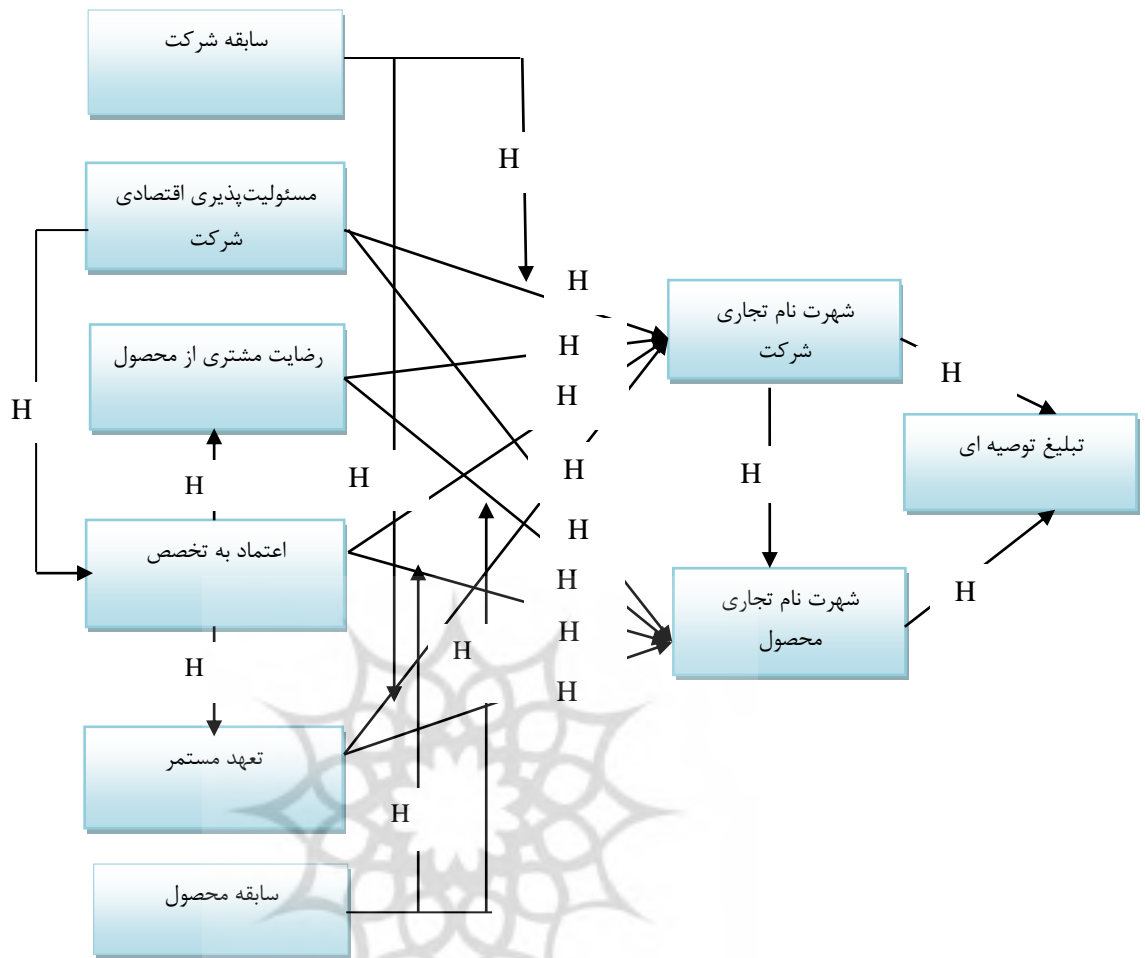 سابقه شرکت
H
مسئولیت‌پذیری اقتصادی
شرکت
H
شهرت نام تجاری
شرکت
H
رضایت مشتری از محصول
H
H
H
تبلیغ توصیه ای
H
H
H
H
اعتماد به تخصص
H
H
شهرت نام تجاری
محصول
H
H
H
H
H
تعهد مستمر
H
سابقه محصول